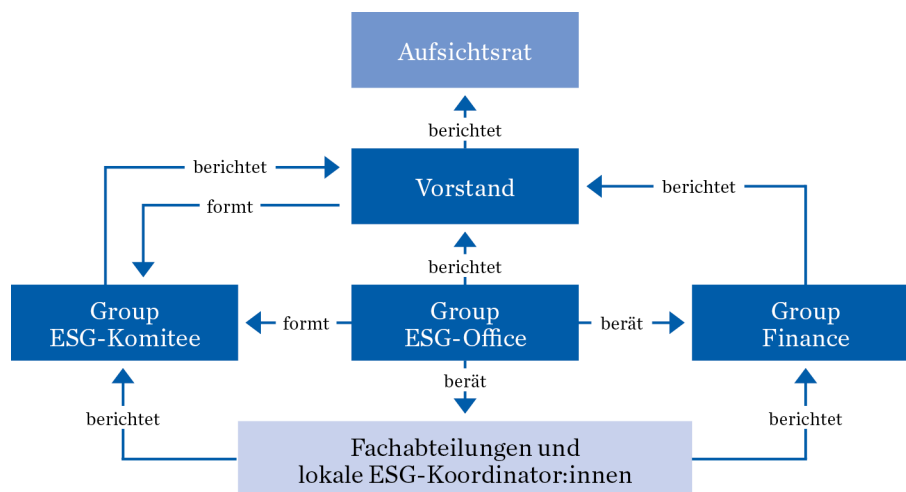 Aufsichtsrat
berichtet
berichtet
Vorstand
berichtet
formt
berichtet
Group
ESG-Komitee
formt
Group
ESG-Office
berät
Group
Finance
berät
berichtet
berichtet
Fachabteilungen und
lokale ESG-Koordinator:innen